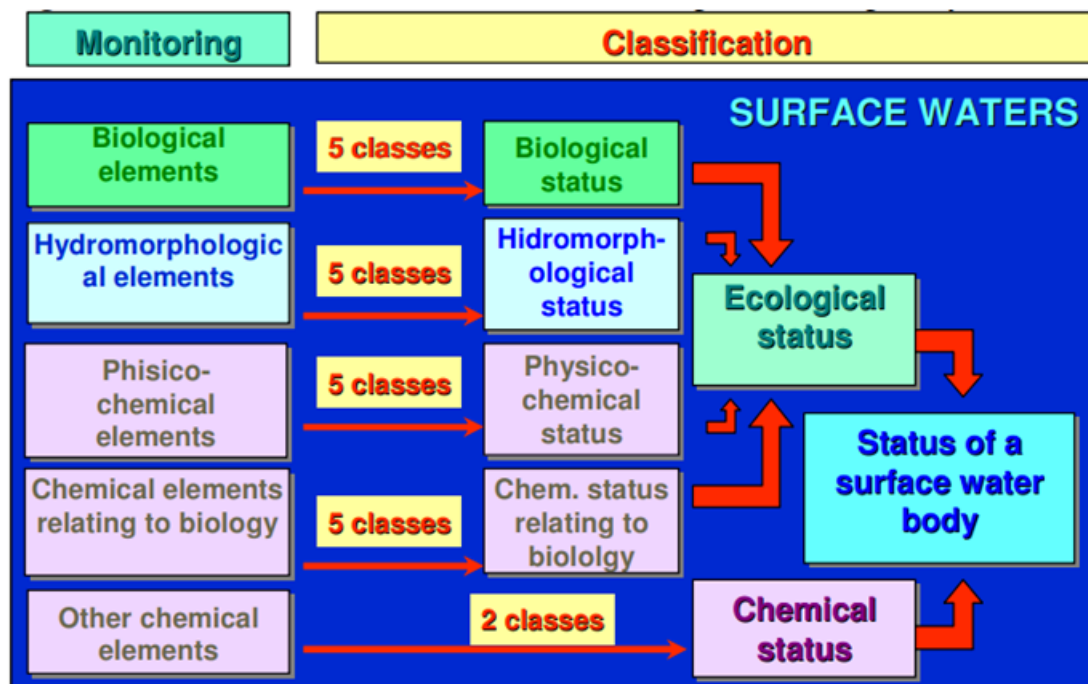 Monitoring
Classification
SURFACE WATERS
Biological
elements
5 classes
Biological
status
Hydromorphologic
al elements
5 classes
Hidromorph-
ological
status
Ecological
status
Phisico-
chemical
elements
5 classes
Physico-
chemical
status
Status of a
surface water
body
Chemical elements
relating to biology
5 classes
Chem. status
relating to
biololgy
Other chemical
elements
2 classes
Chemical
status